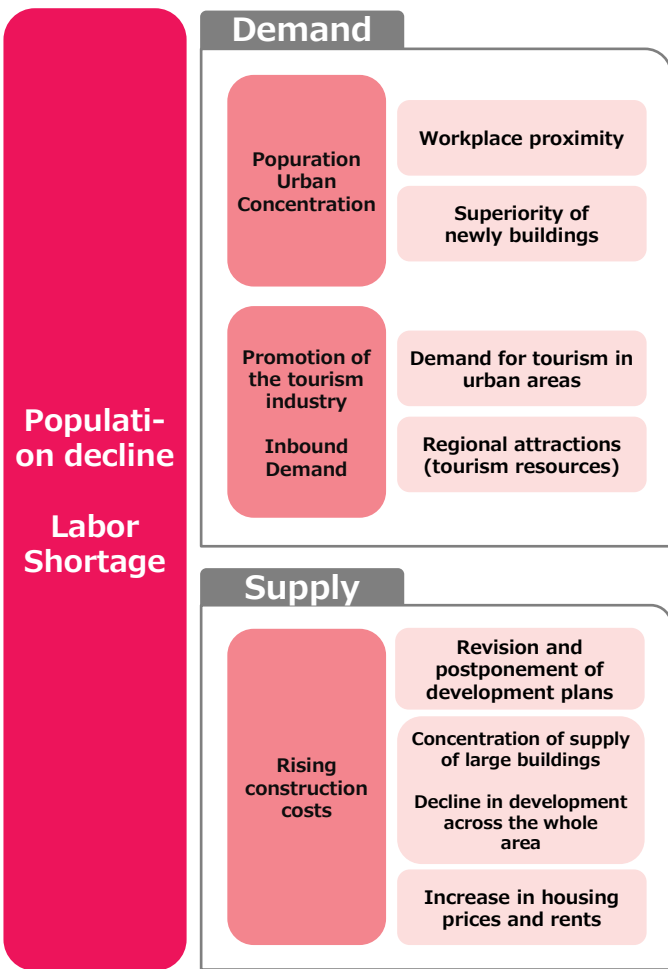 Populati-
on decline
Labor
Shortage
Demand
Popuration
Urban
Concentration
Workplace proximity
Superiority of
newly buildings
Promotion of
the tourism
industry
Inbound
Demand
Demand for tourism in
urban areas
Regional attractions
(tourism resources)
Supply
Rising
construction
costs
Revision and
postponement of
development plans
Concentration of supply
of large buildings
Decline in development
across the whole
area
Increase in housing
prices and rents